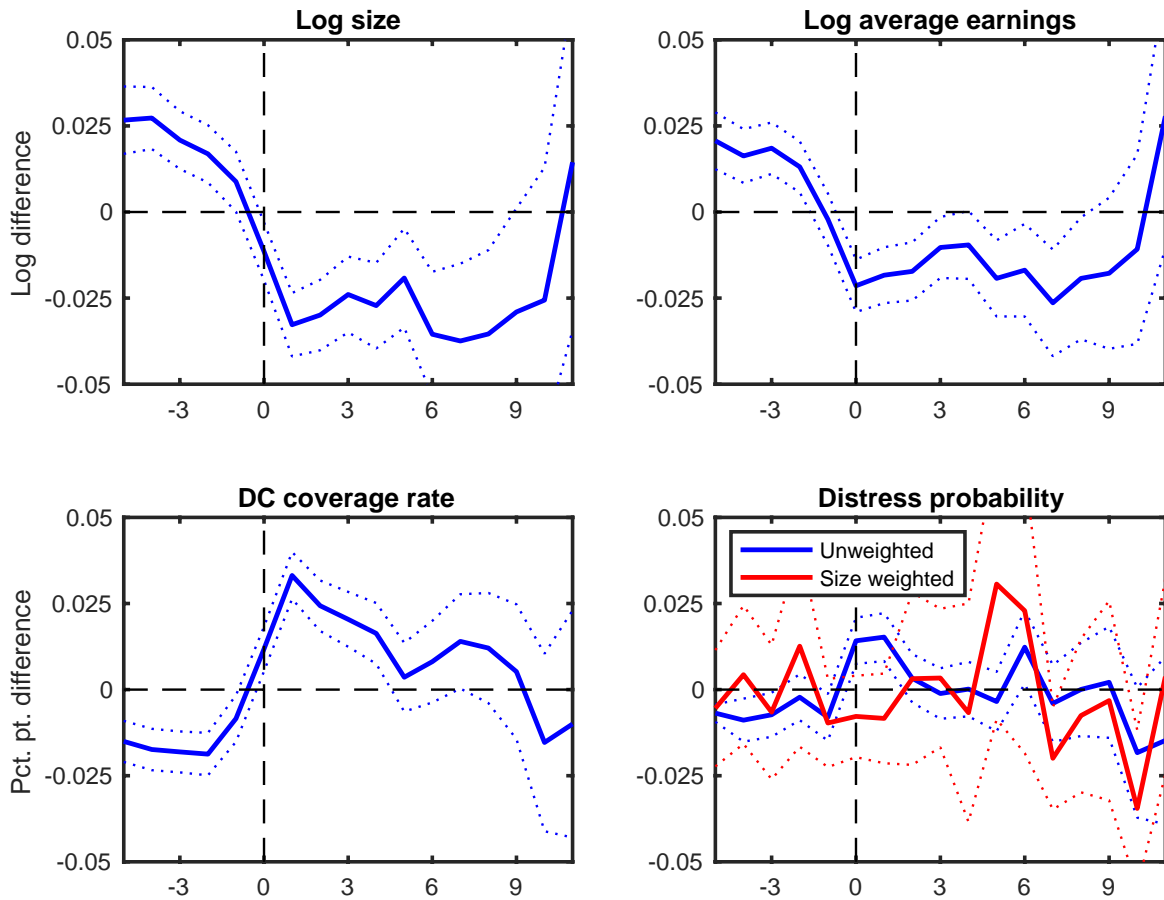 Log size
Log average earnings
0.05
0.025
0
-0.025
-0.05
Log difference
-3 0 3 6 9
0.05
0.025
0
-0.025
-0.05
-3 0 3 6 9
DC coverage rate
Distress probability
0.05
0.025
0
-0.025
-0.05
Pct. pt. difference
-3 0 3 6 9
0.05
0.025
0
-0.025
-0.05
Unweighted
Size weighted
-3 0 3 6 9